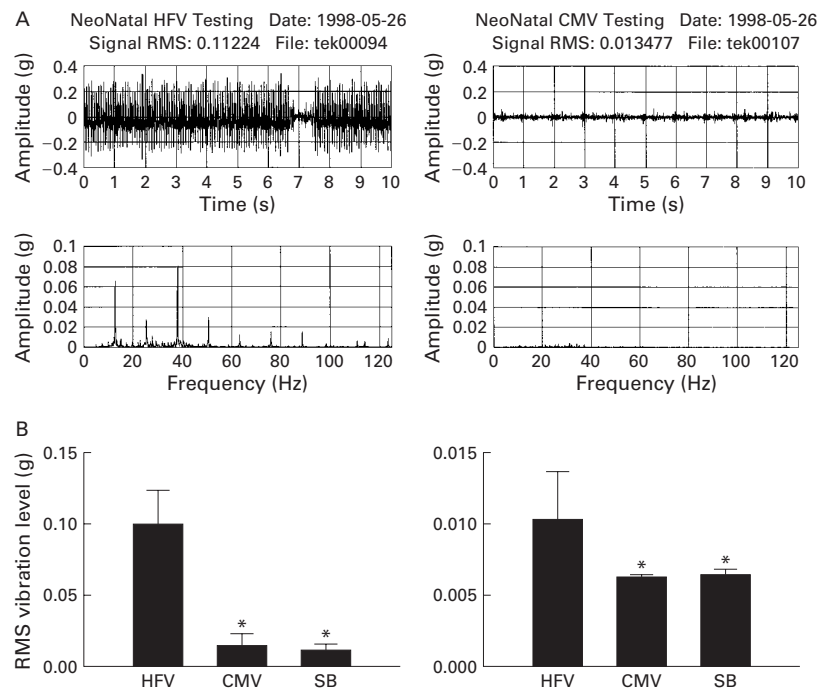 A
NeoNatal HFV Testing Date: 1998-05-26
Signal RMS: 0.11224 File: tek00094
Amplitude (g)
0.4
0.2
0
−0.2
−0.4
0 1 2 3 4 5 6 7 8 9 10
Time (s)
NeoNatal CMV Testing Date: 1998-05-26
Signal RMS: 0.013477 File: tek00107
Amplitude (g)
0.4
0.2
0
−0.2
−0.4
0 1 2 3 4 5 6 7 8 9 10
Time (s)
Amplitude (g)
0.1
0.08
0.06
0.04
0.02
0
0 20 40 60 80 100 120
Frequency (Hz)
Amplitude (g)
0.1
0.08
0.06
0.04
0.02
0
0 20 40 60 80 100 120
Frequency (Hz)
B
RMS vibration level (g)
0.15
0.10
0.05
0.00
* *
HFV CMV SB
0.015
0.010
0.005
0.000
* *
HFV CMV SB